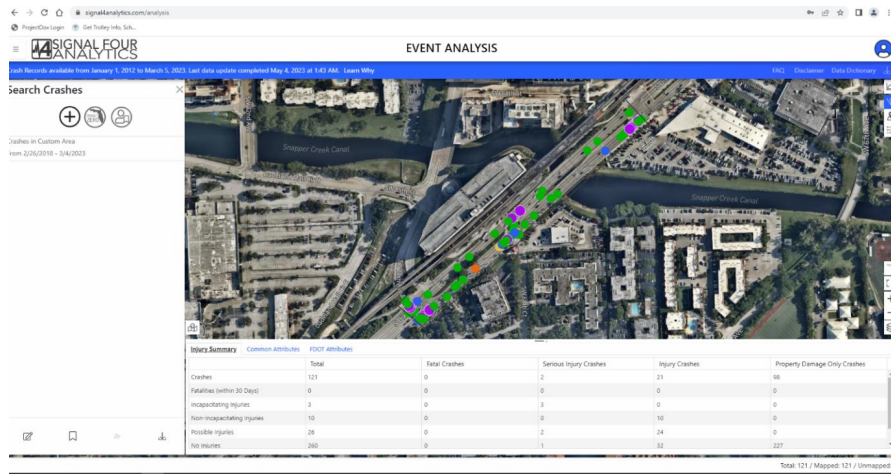 signal4analytics.com/analysis
ProjectDox Login Get Trolley Info, Sch...
SIGNAL FOUR ANALYTICS
EVENT ANALYSIS
Crash Records available from January 1, 2012 to March 5, 2023. Last data update completed May 4, 2023 at 1:43 AM. Learn Why
FAQ Disclaimer Data Dictionary
Search Crashes
Crashes in Custom Area
From 2/26/2018 - 3/4/2023
Snapper Creek Canal
Snapper Creek Canal
Injury Summary Common Attributes FDOT Attributes
Total Fatal Crashes Serious Injury Crashes Injury Crashes Property Damage Only Crashes
Crashes 121 0 2 21 98
Fatalities (within 30 Days) 0 0 0 0 0
Incapacitating Injuries 3 0 3 0 0
Non-Incapacitating Injuries 10 0 0 10 0
Possible Injuries 26 0 2 24 0
No Injuries 260 0 1 32 227
Total: 121 / Mapped: 121 / Unmapped: